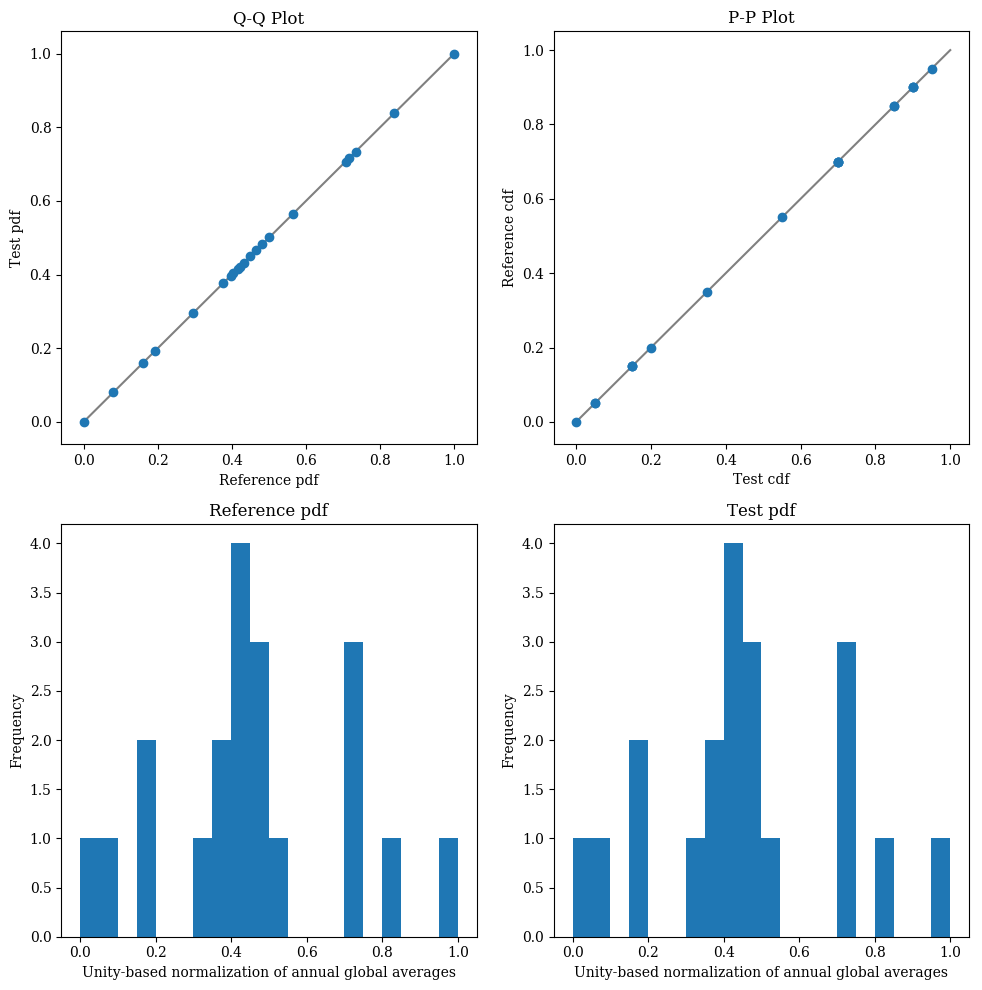 Q-Q Plot
1.0
0.8
0.6
0.4
0.2
0.0
Test pdf
0.0 0.2 0.4 0.6 0.8 1.0
Reference pdf
P-P Plot
1.0
0.8
0.6
0.4
0.2
0.0
Reference cdf
0.0 0.2 0.4 0.6 0.8 1.0
Test cdf
Reference pdf
4.0
3.5
3.0
2.5
2.0
1.5
1.0
0.5
0.0
Frequency
0.0 0.2 0.4 0.6 0.8 1.0
Unity-based normalization of annual global averages
Test pdf
4.0
3.5
3.0
2.5
2.0
1.5
1.0
0.5
0.0
Frequency
0.0 0.2 0.4 0.6 0.8 1.0
Unity-based normalization of annual global averages